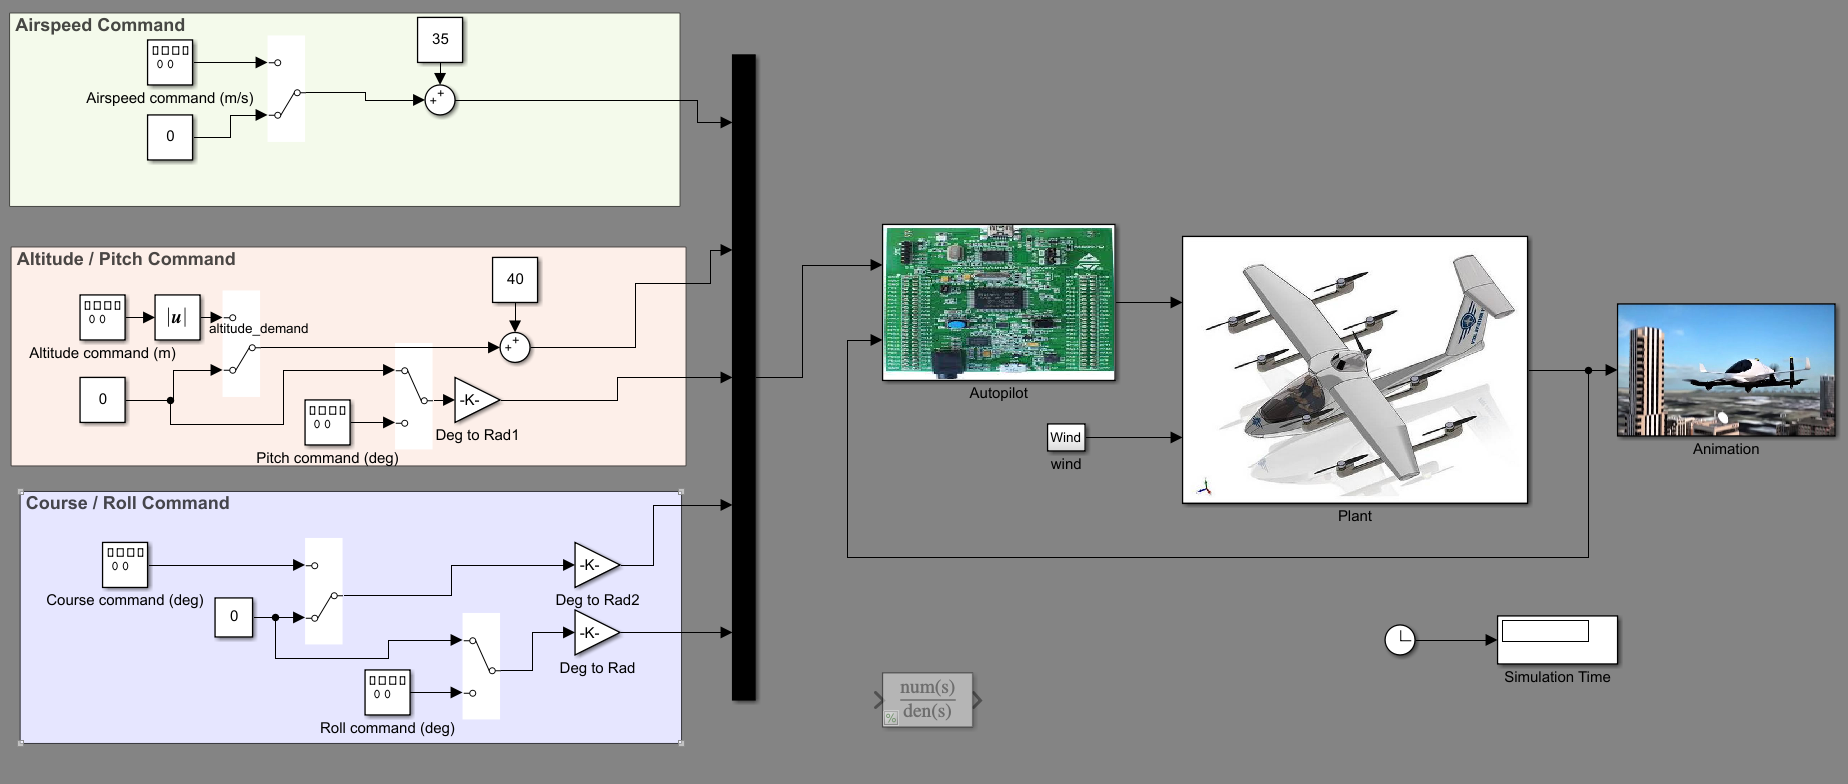 Airspeed Command
35
Airspeed command (m/s)
0
Altitude / Pitch Command
40
|u|
altitude_demand
Altitude command (m)
0
-K-
Deg to Rad1
Pitch command (deg)
Course / Roll Command
-K-
Course command (deg)
Deg to Rad2
0
-K-
Deg to Rad
Roll command (deg)
Autopilot
Wind
wind
Plant
Animation
Simulation Time
num(s)
den(s)
%